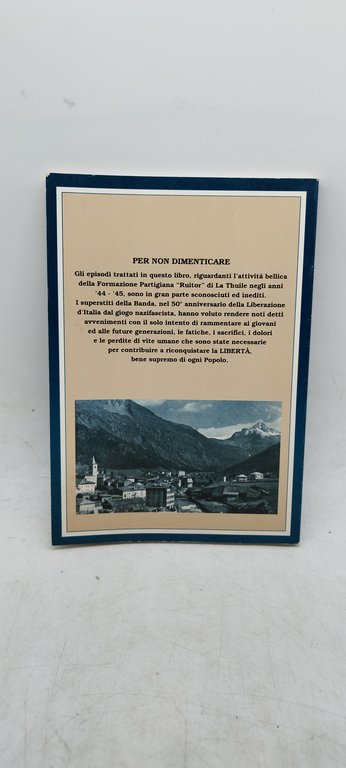 PER NON DIMENTICARE
Gli episodi trattati in questo libro, riguardanti l'attività bellica
della Formazione Partigiana "Ruitor" di La Thuile negli anni
'44 - '45, sono in gran parte sconosciuti ed inediti.
I superstiti della Banda, nel 50° anniversario della Liberazione
d'Italia dal giogo nazifascista, hanno voluto rendere noti detti
avvenimenti con il solo intento di rammentare ai giovani
ed alle future generazioni, le fatiche, i sacrifici, i dolori
e le perdite di vite umane che sono state necessarie
per contribuire a riconquistare la LIBERTÀ,
bene supremo di ogni Popolo.